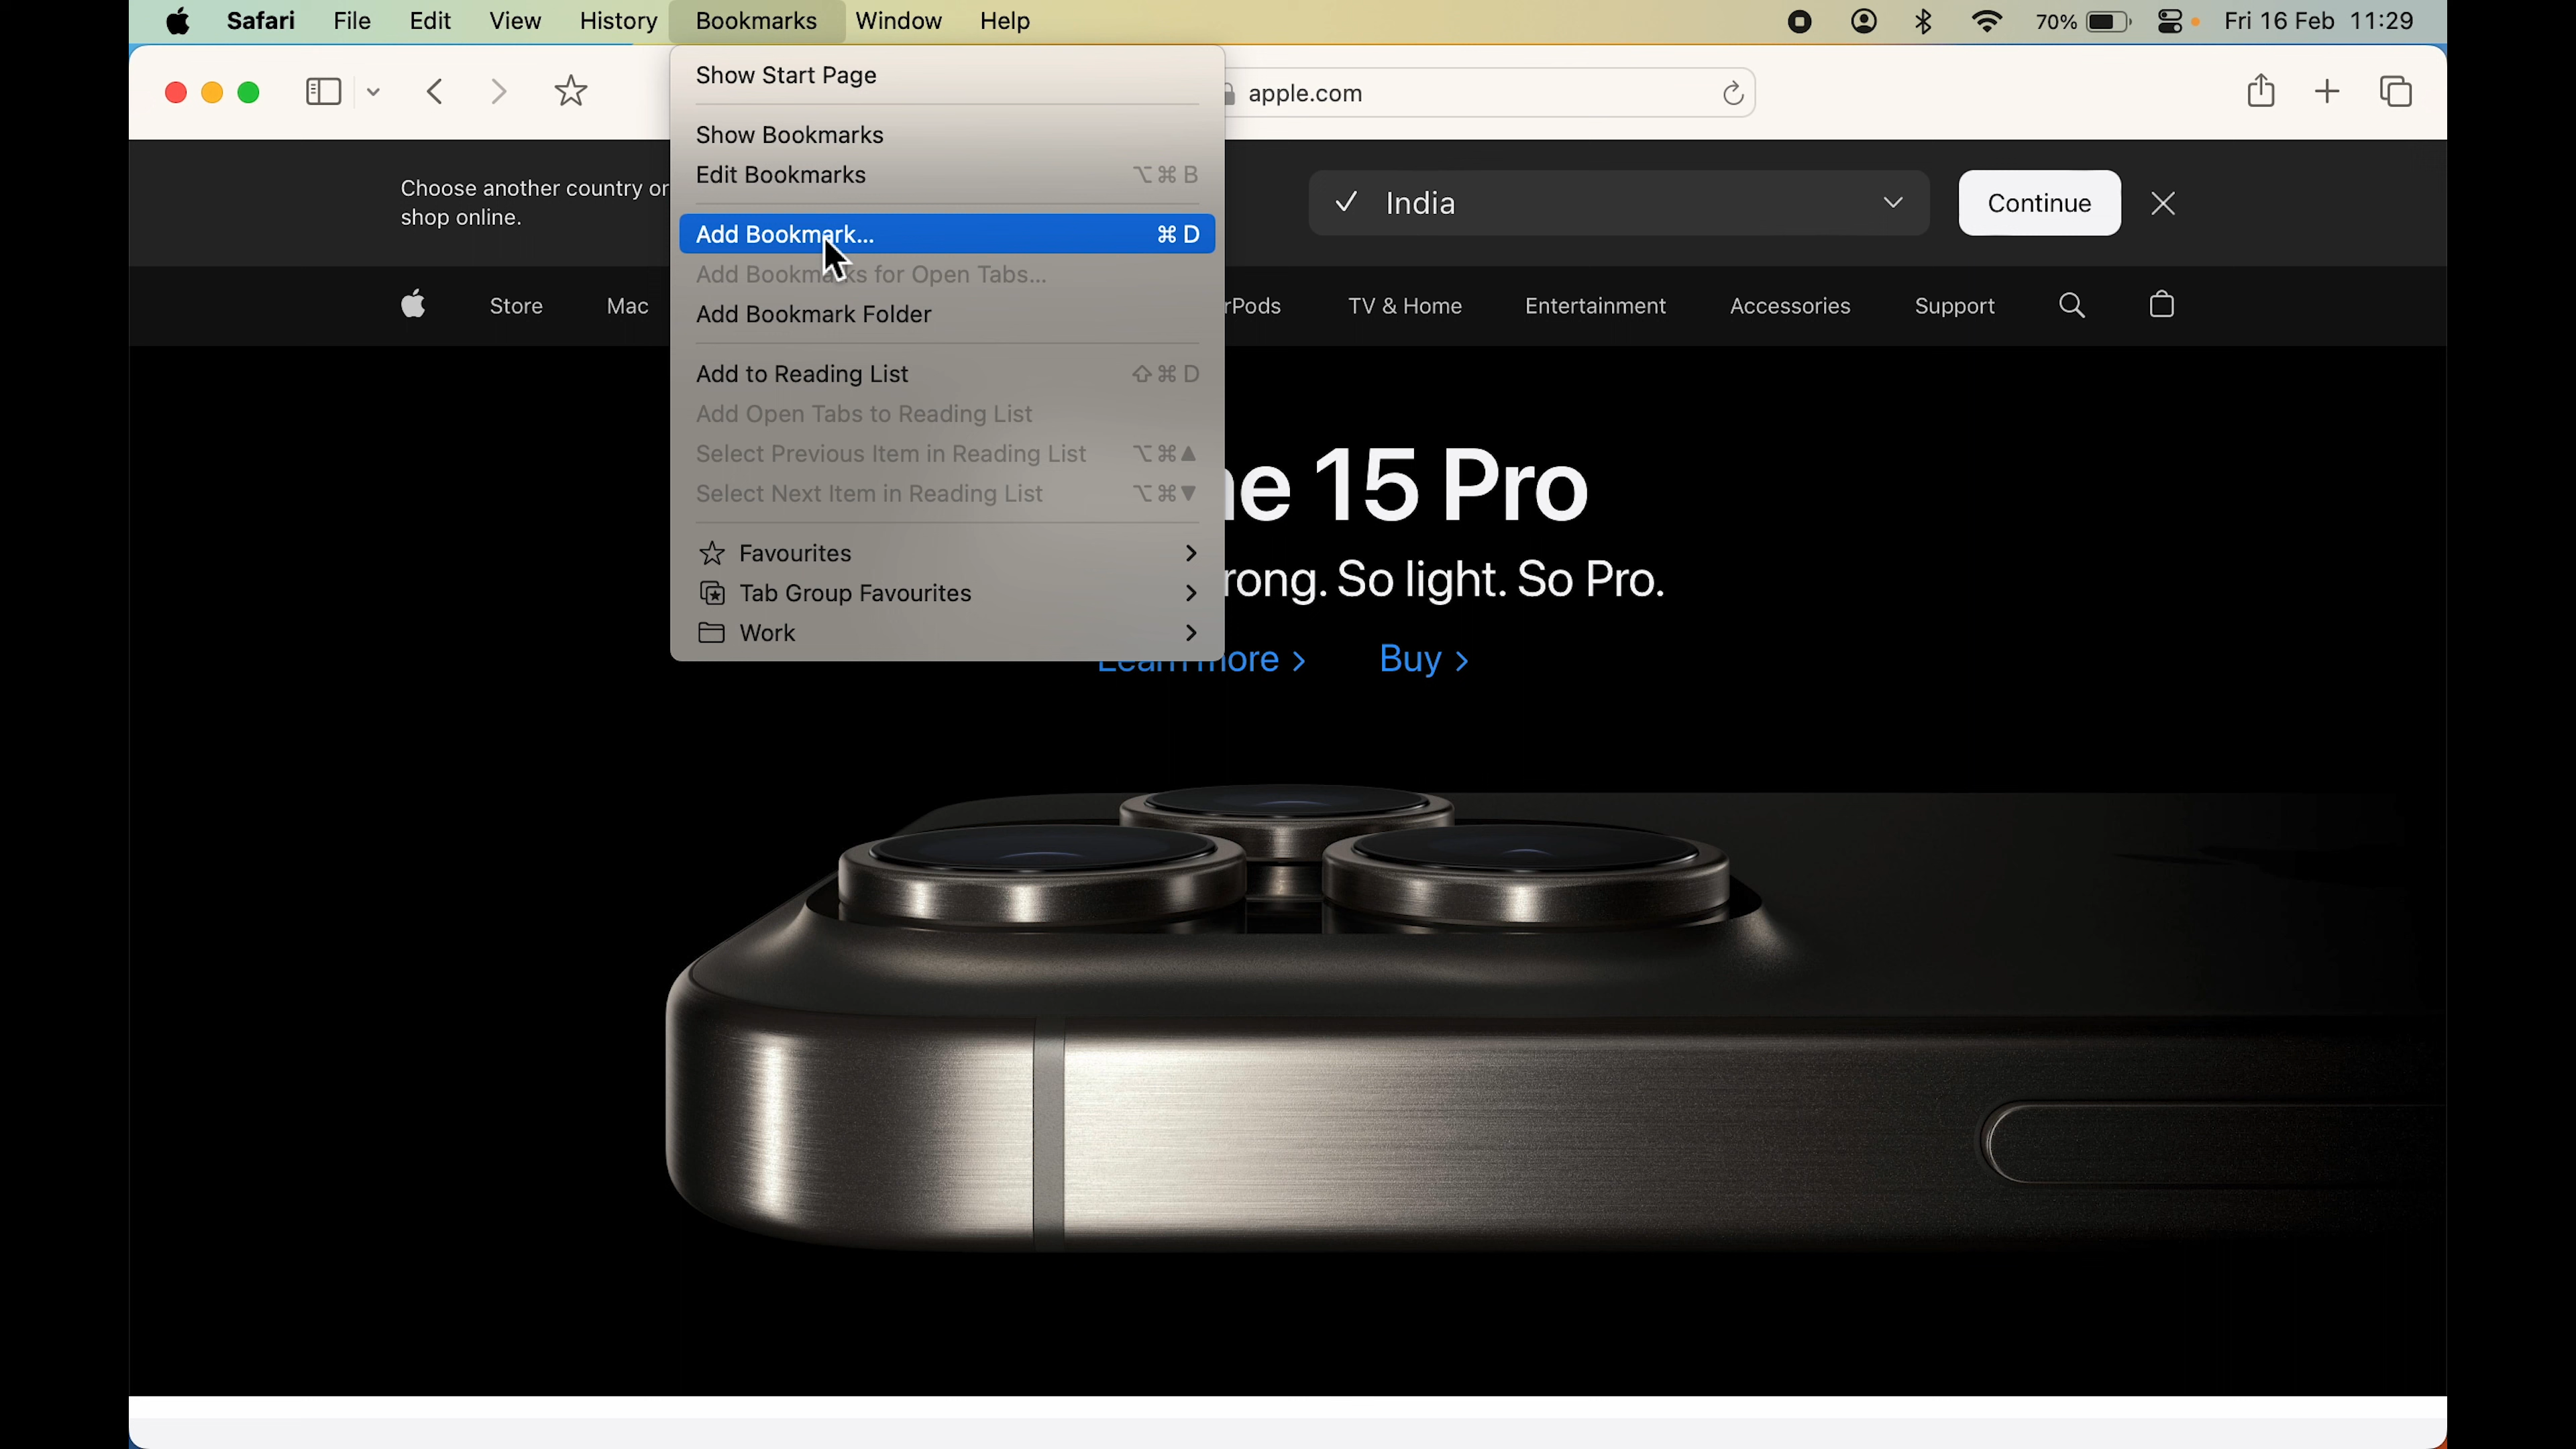 Safari File Edit View History Bookmarks Window Help 70% Fri 16 Feb 11:29
apple.com
Show Start Page
Show Bookmarks
Edit Bookmarks ⌥⌘B
Add Bookmark... ⌘D
Add Bookmarks for Open Tabs...
Add Bookmark Folder
Add to Reading List ⇧⌘D
Add Open Tabs to Reading List
Select Previous Item in Reading List ⌥⌘▲
Select Next Item in Reading List ⌥⌘▼
Favourites
Tab Group Favourites
Work
Choose another country or
shop online.
India
Continue
Store Mac rPods TV & Home Entertainment Accessories Support
ne 15 Pro
rong. So light. So Pro.
Learn more > Buy >